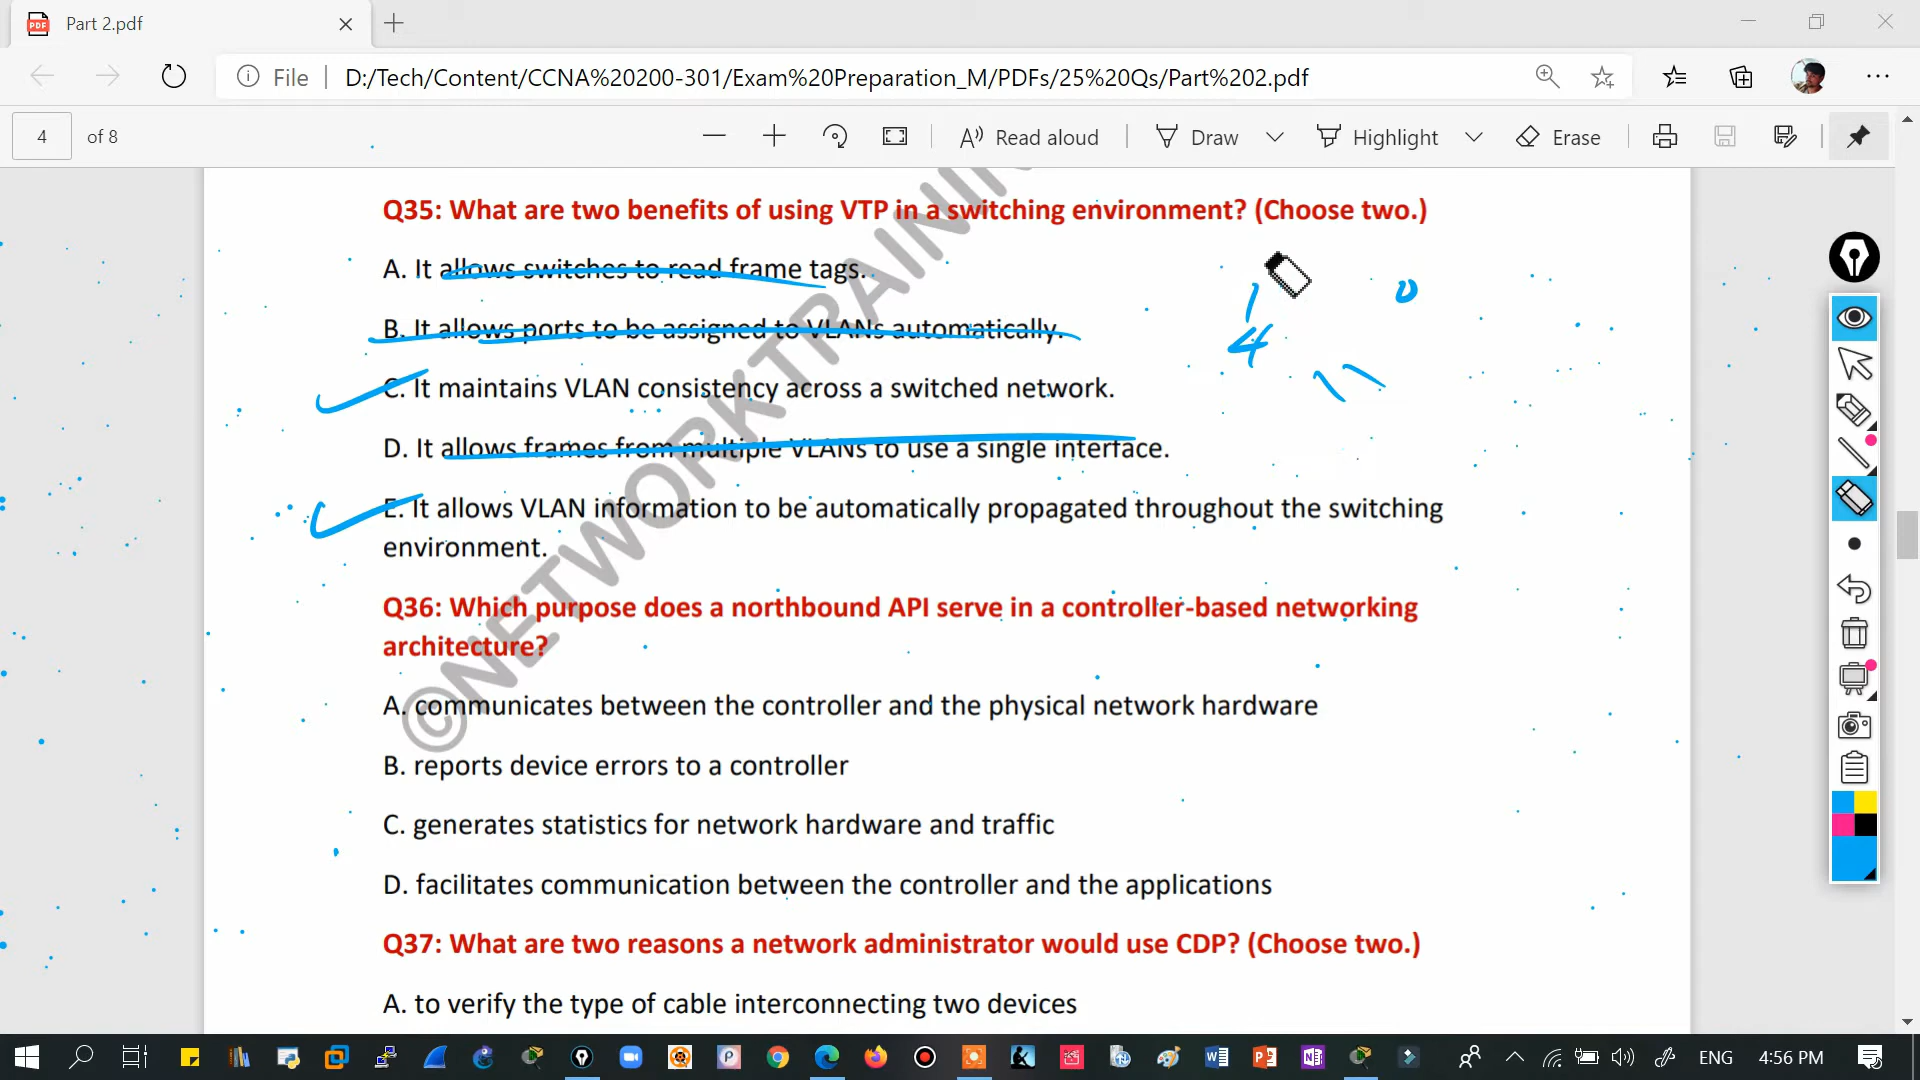 Part 2.pdf
File
D:/Tech/Content/CCNA%20200-301/Exam%20Preparation_M/PDFs/25%20Qs/Part%202.pdf
4 of 8
Read aloud
Draw
Highlight
Erase
Q35: What are two benefits of using VTP in a switching environment? (Choose two.)
A. It allows switches to read frame tags.
B. It allows ports to be assigned to VLANs automatically.
C. It maintains VLAN consistency across a switched network.
D. It allows frames from multiple VLANs to use a single interface.
E. It allows VLAN information to be automatically propagated throughout the switching
environment.
1
0
4
Q36: Which purpose does a northbound API serve in a controller-based networking
architecture?
A. communicates between the controller and the physical network hardware
B. reports device errors to a controller
C. generates statistics for network hardware and traffic
D. facilitates communication between the controller and the applications
Q37: What are two reasons a network administrator would use CDP? (Choose two.)
A. to verify the type of cable interconnecting two devices
©NETWORKTRAININ
ENG
4:56 PM